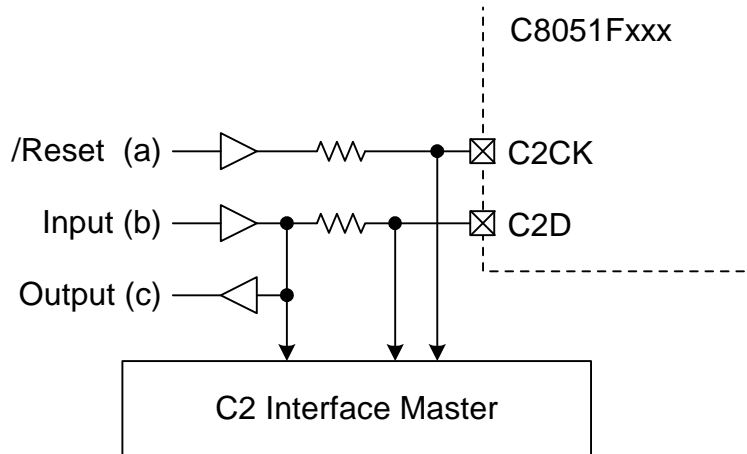 C8051Fxxx
/Reset (a)
C2CK
Input (b)
C2D
Output (c)
C2 Interface Master